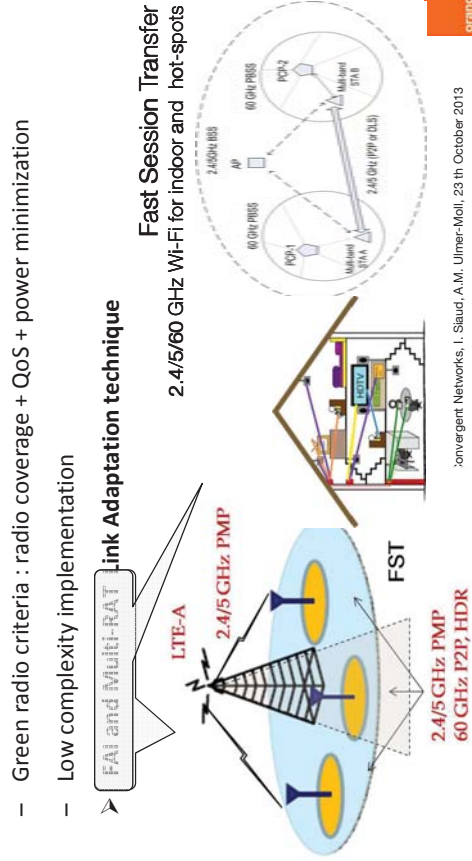 – Green radio criteria : radio coverage + QoS + power minimization
– Low complexity implementation
➤ FAI and Multi-RAT Link Adaptation technique
LTE-A
2.4/5 GHz PMP
FST
2.4/5 GHz PMP
60 GHz P2P, HDR
HDTV
Fast Session Transfer
2.4/5/60 GHz Wi-Fi for indoor and hot-spots
2.4/5GHz BSS
60 GHz PBSS
AP
60 GHz PBSS
PCP-1
PCP-2
Multi-band
STA A
Multi-band
STA B
2.4/5 GHz (P2P or DLS)
onvergent Networks, I. Siaud, A.M. Ulmer-Moll, 23 th October 2013
orange